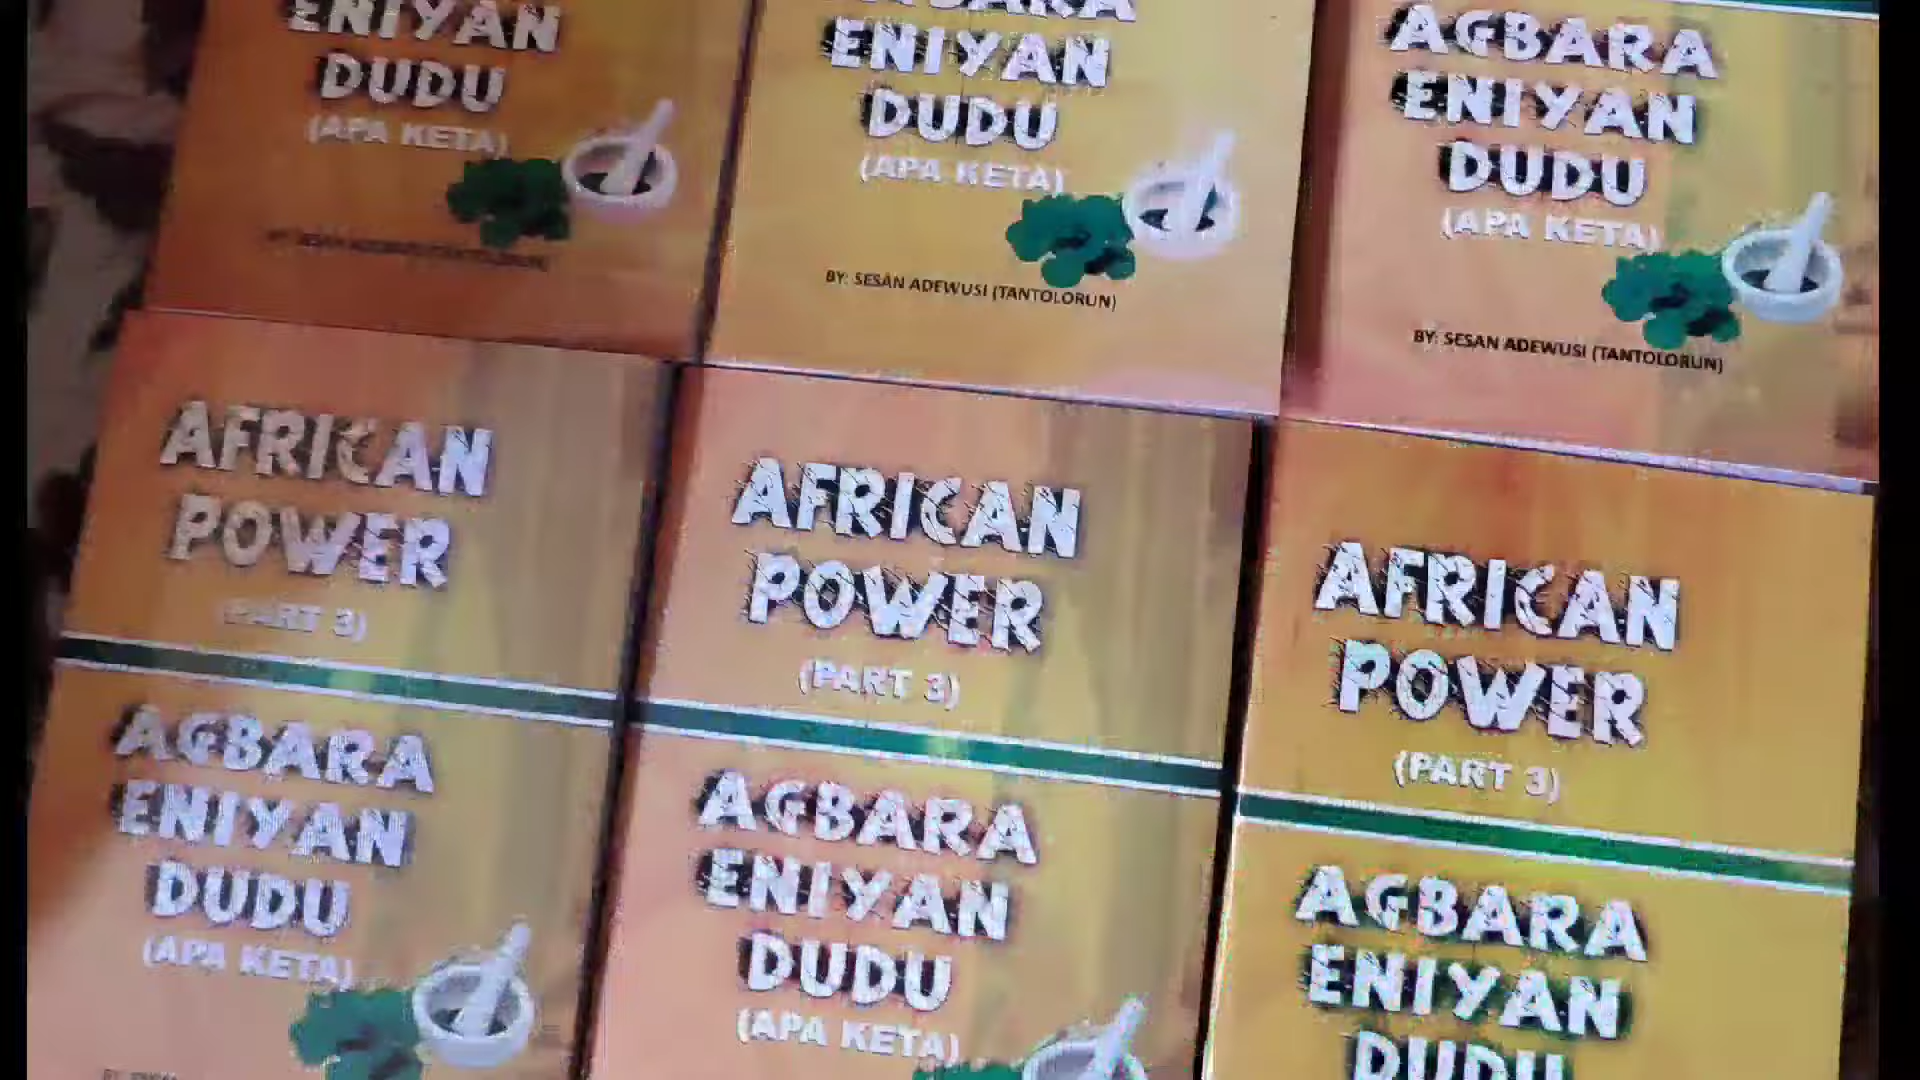 ENIYAN
DUDU
(APA KETA)
ENIYAN
DUDU
(APA KETA)
BY: SESAN ADEWUSI (TANTOLORUN)
AGBARA
ENIYAN
DUDU
(APA KETA)
BY: SESAN ADEWUSI (TANTOLORUN)
AFRICAN
POWER
(PART 3)
AGBARA
ENIYAN
DUDU
(APA KETA)
AFRICAN
POWER
(PART 3)
AGBARA
ENIYAN
DUDU
(APA KETA)
AFRICAN
POWER
(PART 3)
AGBARA
ENIYAN
DUDU